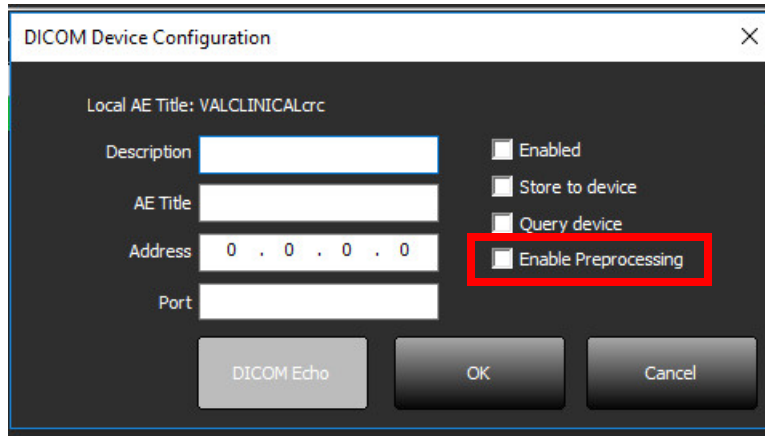 DICOM Device Configuration
Local AE Title: VALCLINICALcrc
Description
Enabled
AE Title
Store to device
Query device
Address 0 . 0 . 0 . 0
Enable Preprocessing
Port
DICOM Echo OK Cancel